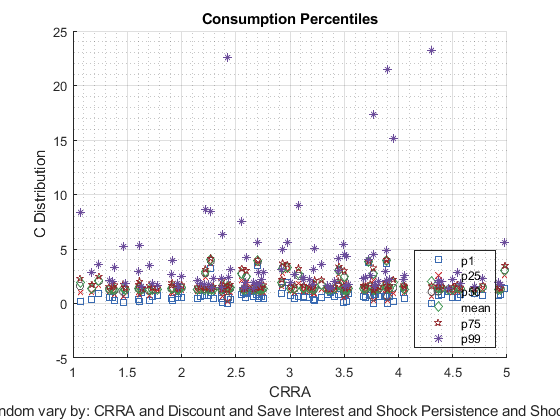 Consumption Percentiles
25
20
15
10
5
0
-5
C Distribution
p1
p25
p50
mean
p75
p99
1 1.5 2 2.5 3 3.5 4 4.5 5
CRRA
ndom vary by: CRRA and Discount and Save Interest and Shock Persistence and Shoc